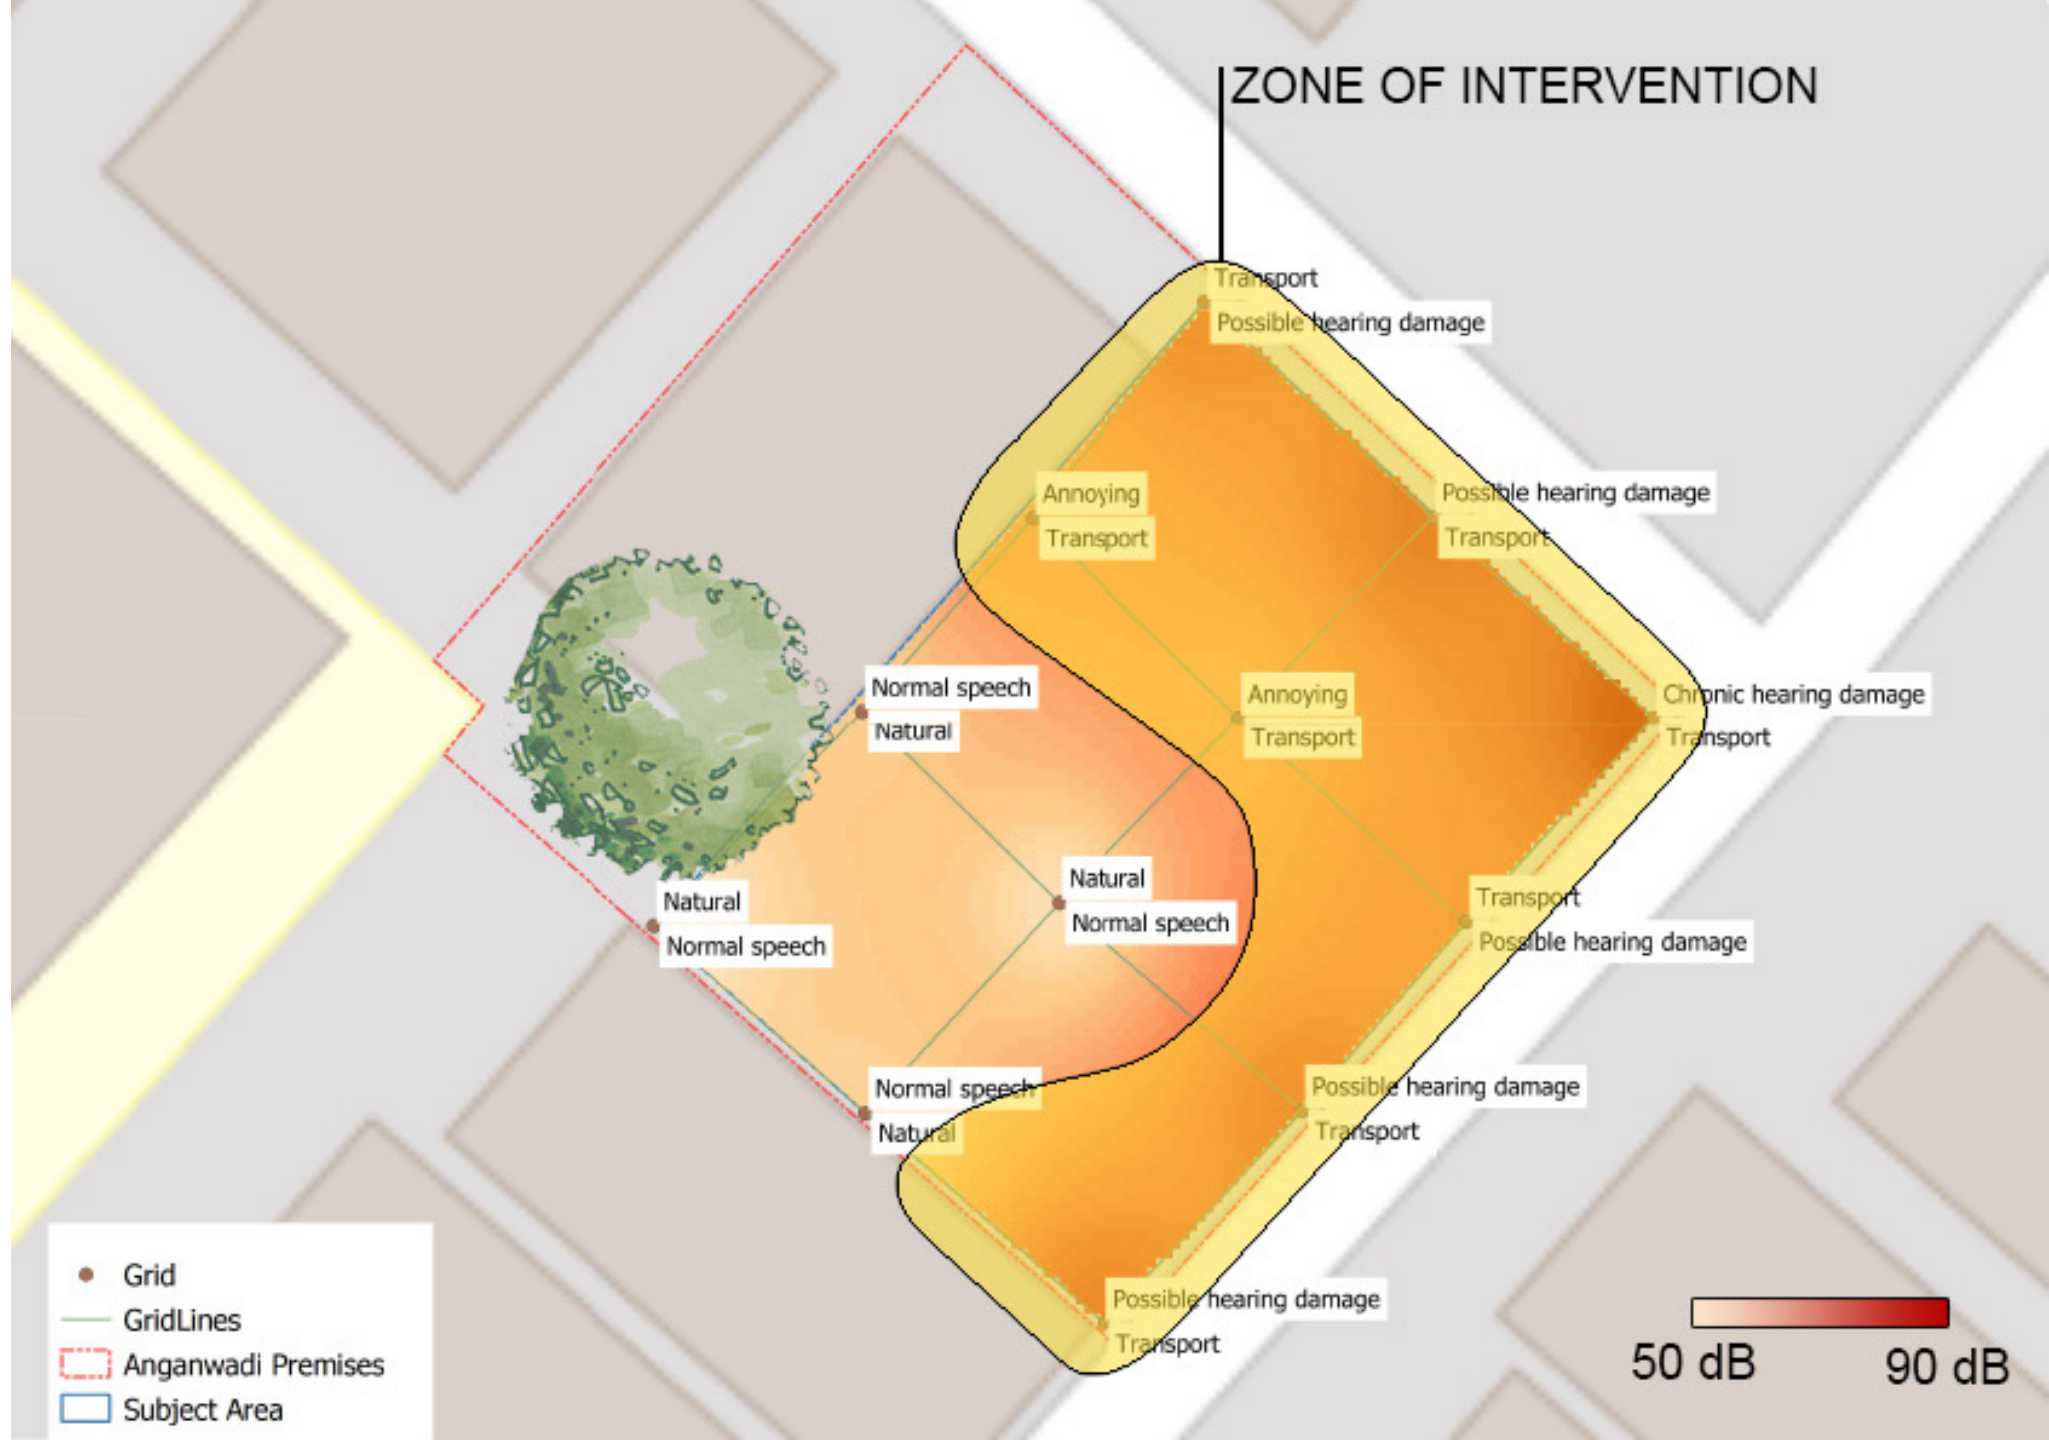 ZONE OF INTERVENTION
Transport
Possible hearing damage
Annoying
Transport
Possible hearing damage
Transport
Normal speech
Natural
Annoying
Transport
Chronic hearing damage
Transport
Natural
Normal speech
Natural
Normal speech
Transport
Possible hearing damage
Normal speech
Natural
Possible hearing damage
Transport
Possible hearing damage
Transport
Grid
GridLines
Anganwadi Premises
Subject Area
50 dB
90 dB